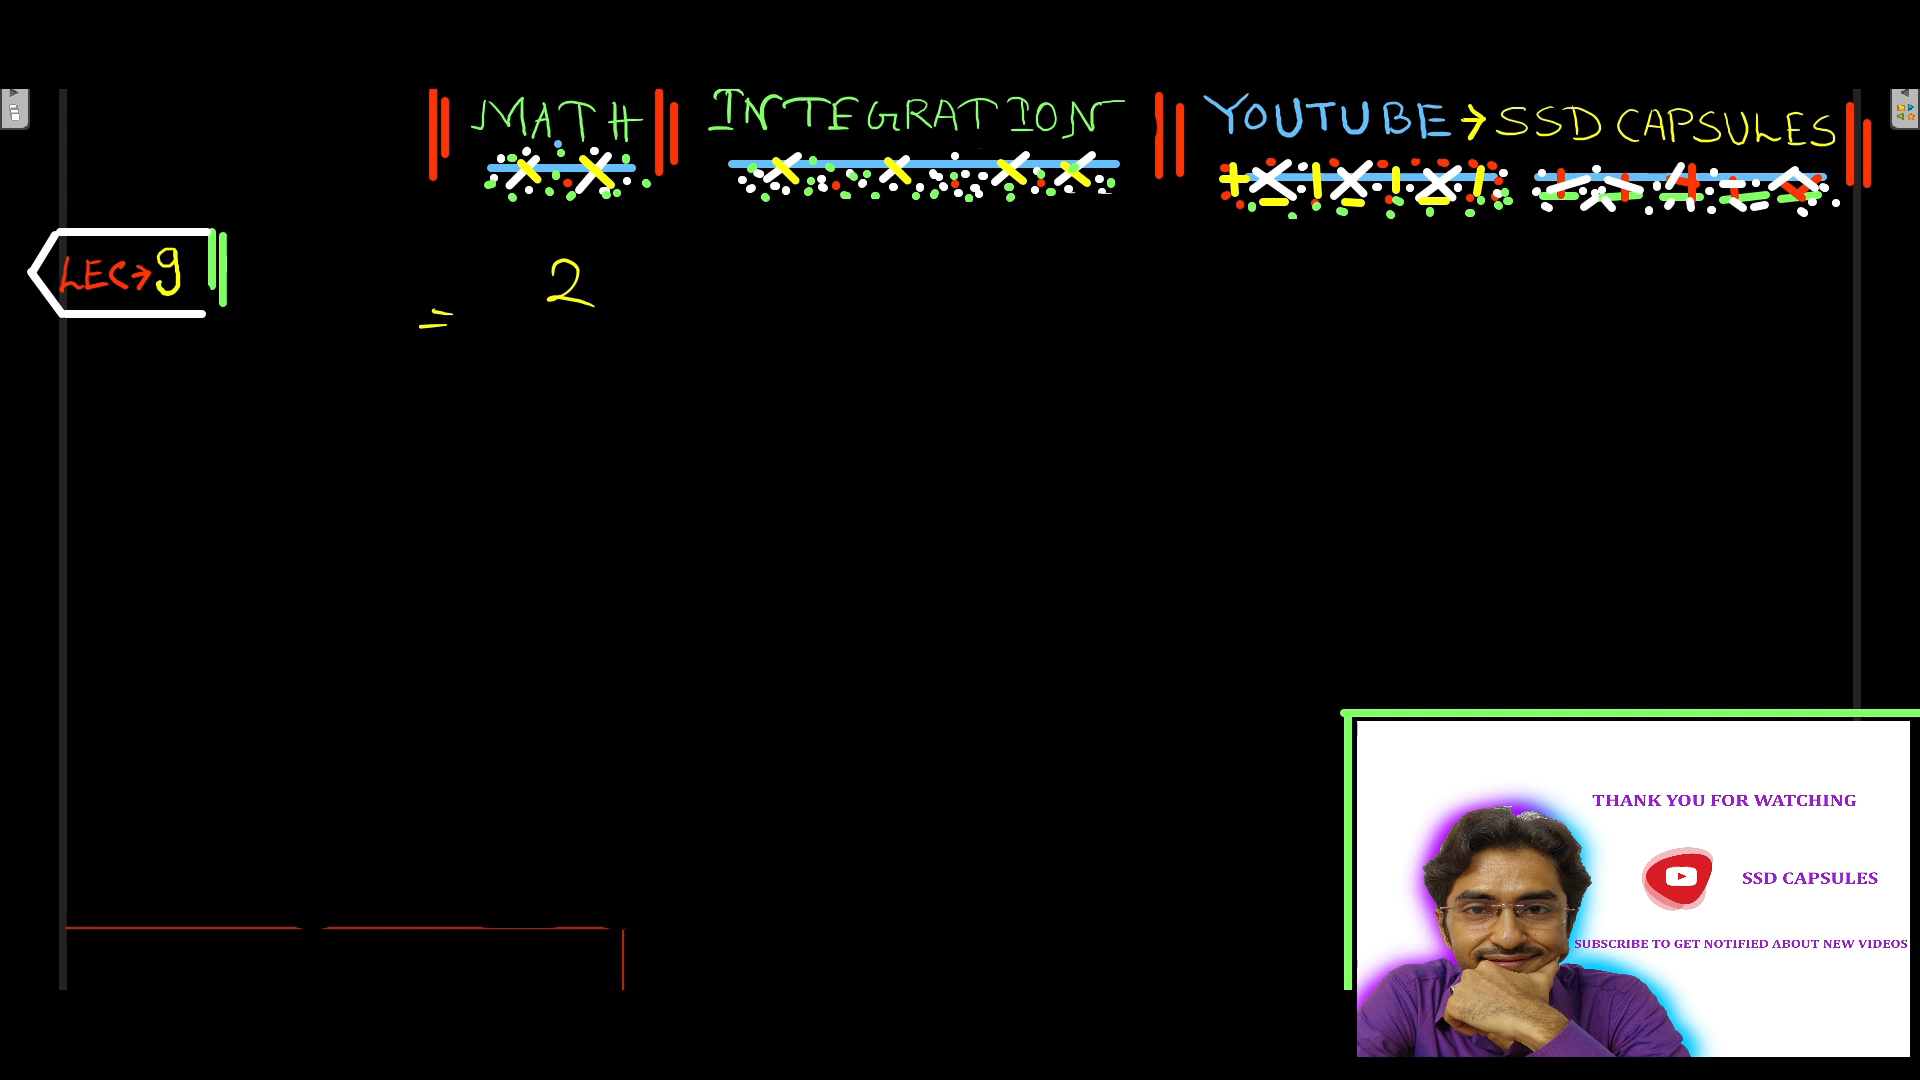 MATH INTEGRATION YOUTUBE → SSD CAPSULES
LEC→9
2
=
THANK YOU FOR WATCHING
SSD CAPSULES
SUBSCRIBE TO GET NOTIFIED ABOUT NEW VIDEOS